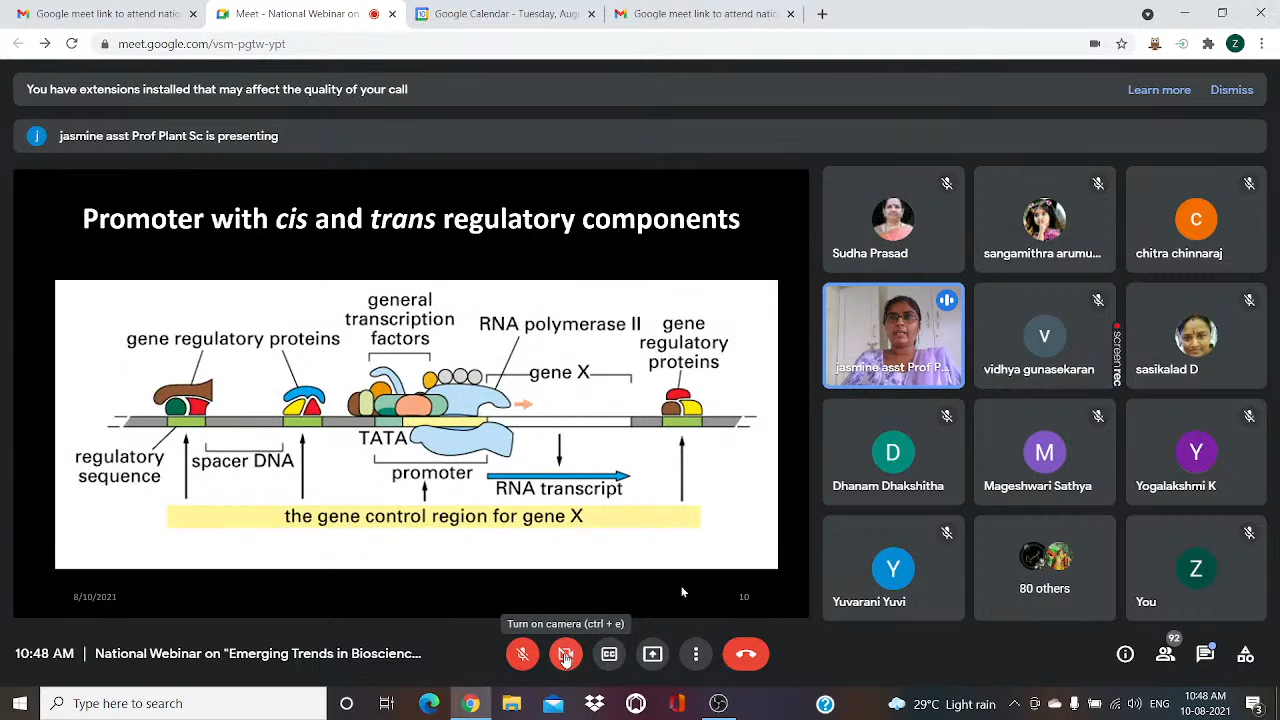 Google meet link to attend nation
Meet - National Webinar on
Google Calendar - Tuesday, Aug
Google meet link to attend natio
meet.google.com/vsm-pgtw-ypt
Z
You have extensions installed that may affect the quality of your call
Learn more
Dismiss
j
jasmine asst Prof Plant Sc is presenting
Promoter with cis and trans regulatory components
general
transcription
factors
gene regulatory proteins
RNA polymerase II
gene
regulatory
proteins
gene X
TATA
regulatory
sequence
spacer DNA
promoter
RNA transcript
the gene control region for gene X
8/10/2021
10
Sudha Prasad
sangamithra arumu...
C
chitra chinnaraj
jasmine asst Prof P...
V
vidhya gunasekaran
sasikalad D
screenrec
D
Dhanam Dhakshitha
M
Mageshwari Sathya
Y
Yogalakshmi K
Y
Yuvarani Yuvi
80 others
Z
You
Turn on camera (ctrl + e)
10:48 AM | National Webinar on "Emerging Trends in Bioscienc...
92
Type here to search
29°C Light rain
10:48 AM
10-08-2021
3